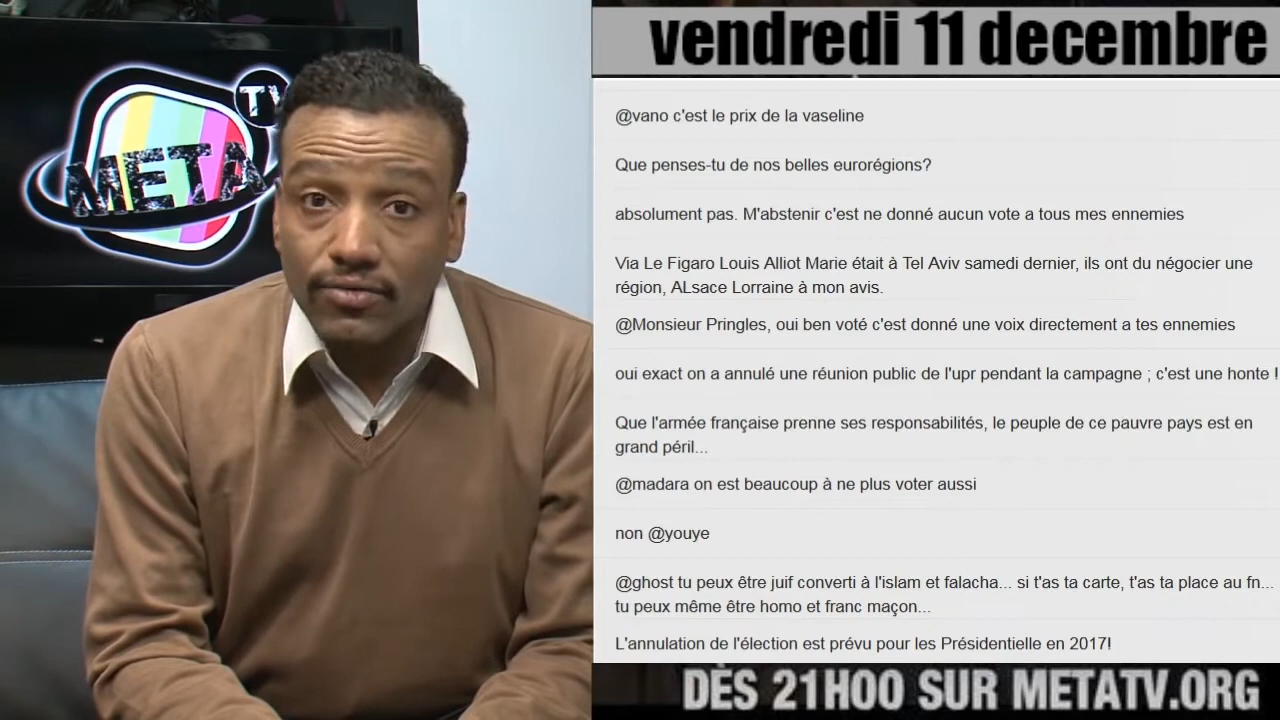 META
TV
vendredi 11 decembre
@vano c'est le prix de la vaseline
Que penses-tu de nos belles eurorégions?
absolument pas. M'abstenir c'est ne donné aucun vote a tous mes ennemies
Via Le Figaro Louis Alliot Marie était à Tel Aviv samedi dernier, ils ont du négocier une
région, ALsace Lorraine à mon avis.
@Monsieur Pringles, oui ben voté c'est donné une voix directement a tes ennemies
oui exact on a annulé une réunion public de l'upr pendant la campagne ; c'est une honte !
Que l'armée française prenne ses responsabilités, le peuple de ce pauvre pays est en
grand péril...
@madara on est beaucoup à ne plus voter aussi
non @youye
@ghost tu peux être juif converti à l'islam et falacha... si t'as ta carte, t'as ta place au fn...
tu peux même être homo et franc maçon...
L'annulation de l'élection est prévu pour les Présidentielle en 2017!
DÈS 21H00 SUR METATV.ORG